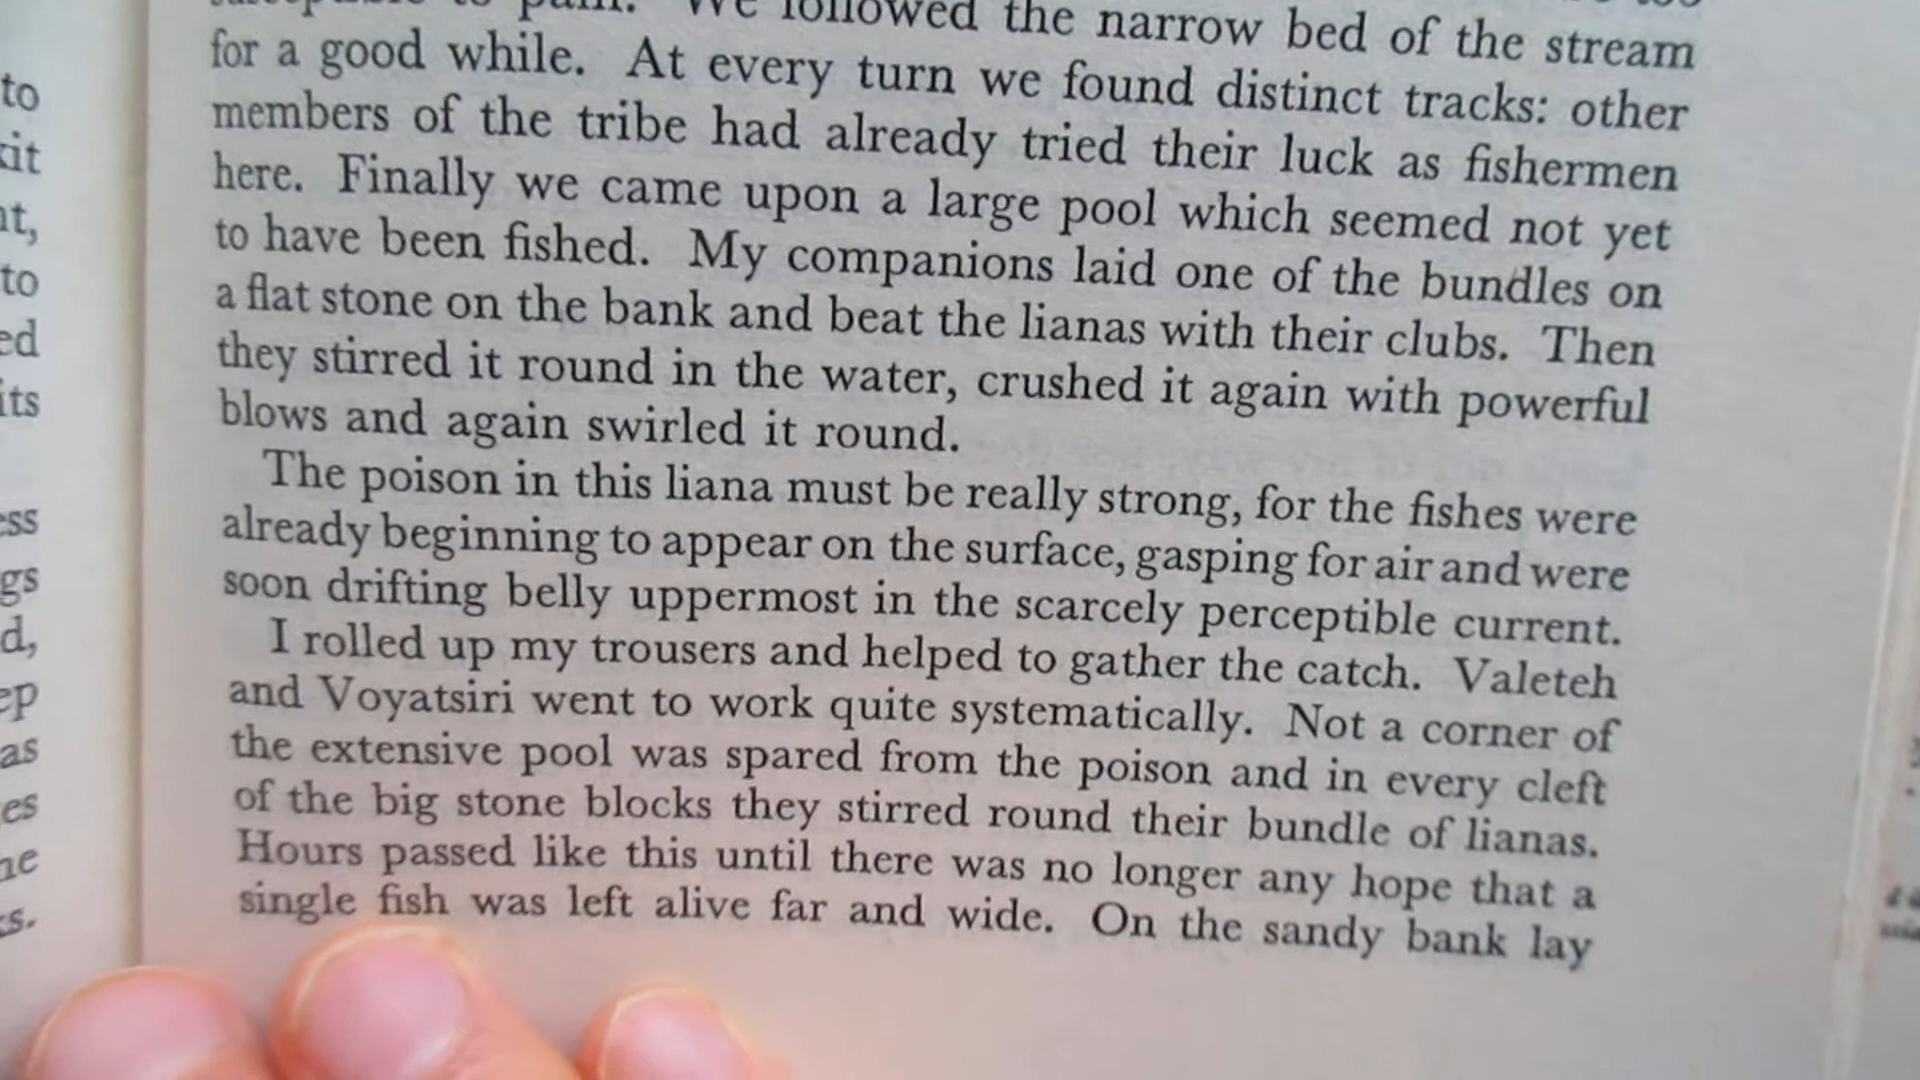 to pain. We followed the narrow bed of the stream
for a good while. At every turn we found distinct tracks: other
members of the tribe had already tried their luck as fishermen
here. Finally we came upon a large pool which seemed not yet
to have been fished. My companions laid one of the bundles on
a flat stone on the bank and beat the lianas with their clubs. Then
they stirred it round in the water, crushed it again with powerful
blows and again swirled it round.
The poison in this liana must be really strong, for the fishes were
already beginning to appear on the surface, gasping for air and were
soon drifting belly uppermost in the scarcely perceptible current.
I rolled up my trousers and helped to gather the catch. Valeteh
and Voyatsiri went to work quite systematically. Not a corner of
the extensive pool was spared from the poison and in every cleft
of the big stone blocks they stirred round their bundle of lianas.
Hours passed like this until there was no longer any hope that a
single fish was left alive far and wide. On the sandy bank lay